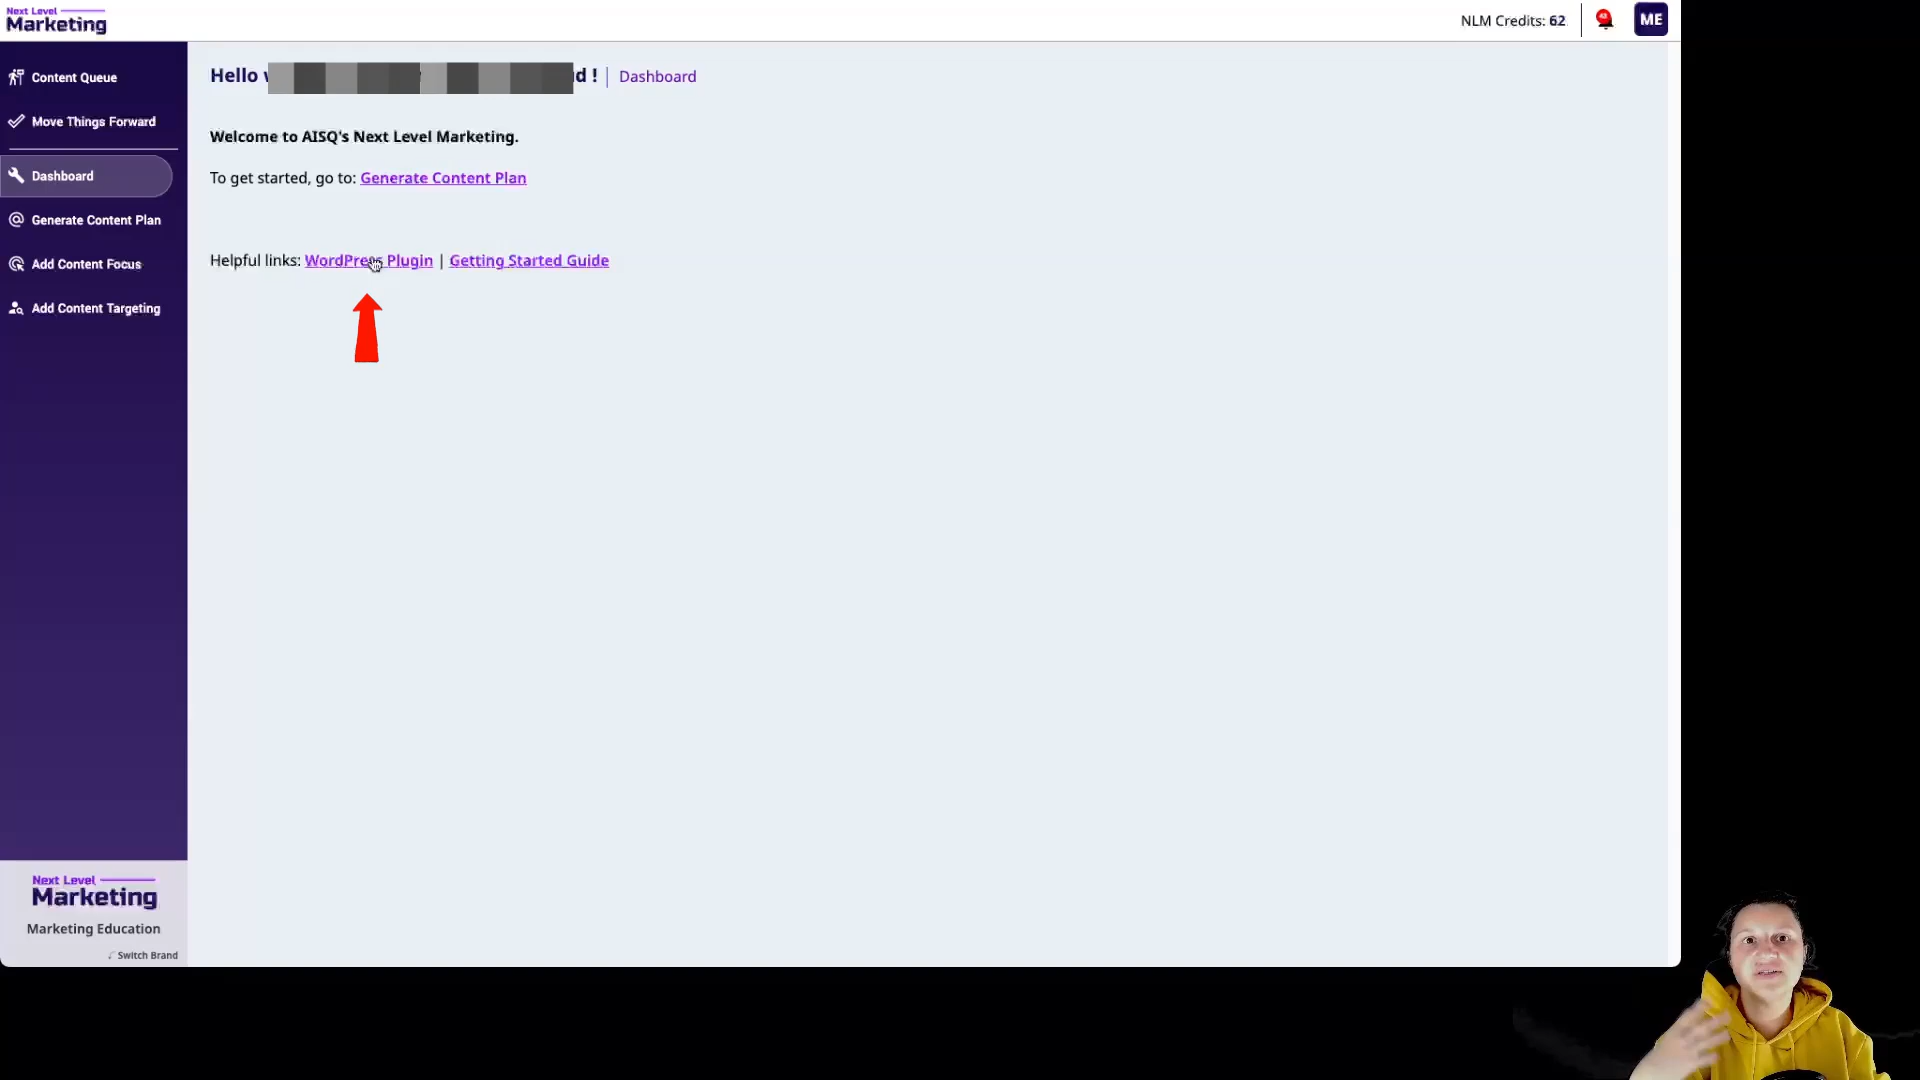 Next Level
Marketing
NLM Credits: 62
ME
Content Queue
Move Things Forward
Dashboard
Generate Content Plan
Add Content Focus
Add Content Targeting
Hello d ! | Dashboard
Welcome to AISQ's Next Level Marketing.
To get started, go to: Generate Content Plan
Helpful links: WordPress Plugin | Getting Started Guide
Next Level
Marketing
Marketing Education
Switch Brand